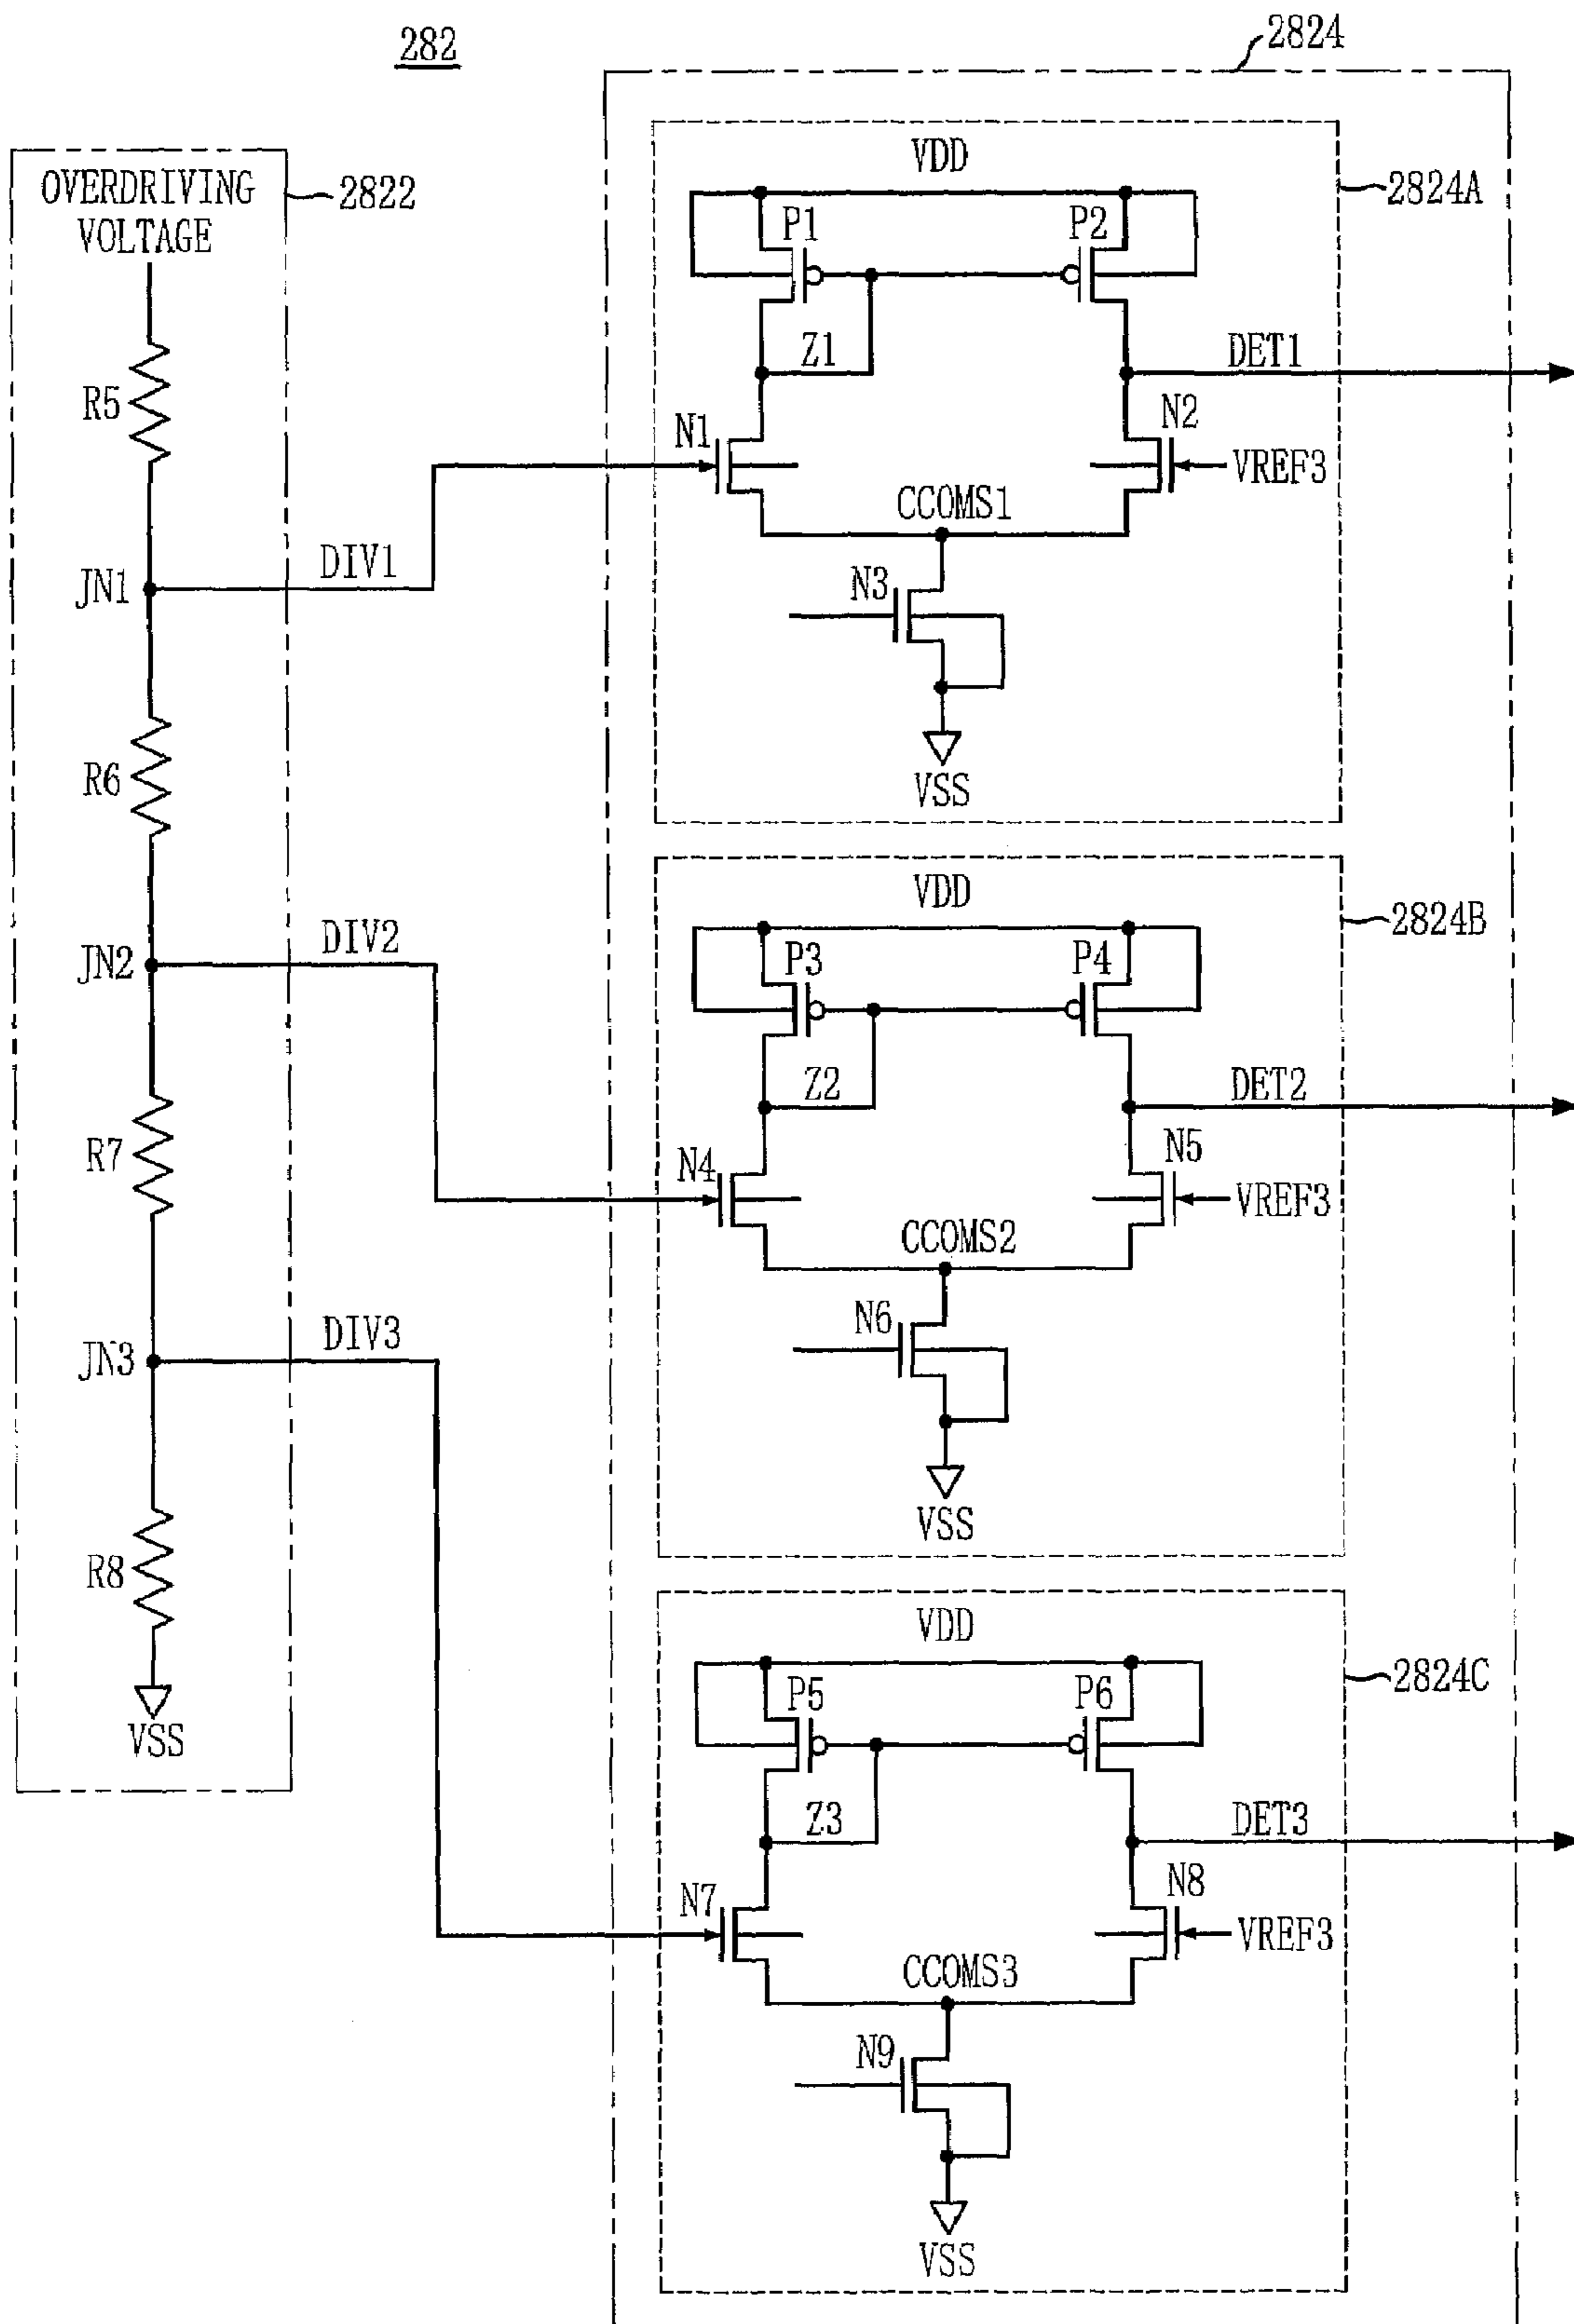 282
2824
OVERDRIVING
VOLTAGE
2822
R5
JN1
DIV1
R6
JN2
DIV2
R7
JN3
DIV3
R8
VSS
VDD
2824A
P1
P2
Z1
DET1
N1
N2
VREF3
CCOMS1
N3
VSS
VDD
2824B
P3
P4
Z2
DET2
N4
N5
VREF3
CCOMS2
N6
VSS
VDD
2824C
P5
P6
Z3
DET3
N7
N8
VREF3
CCOMS3
N9
VSS